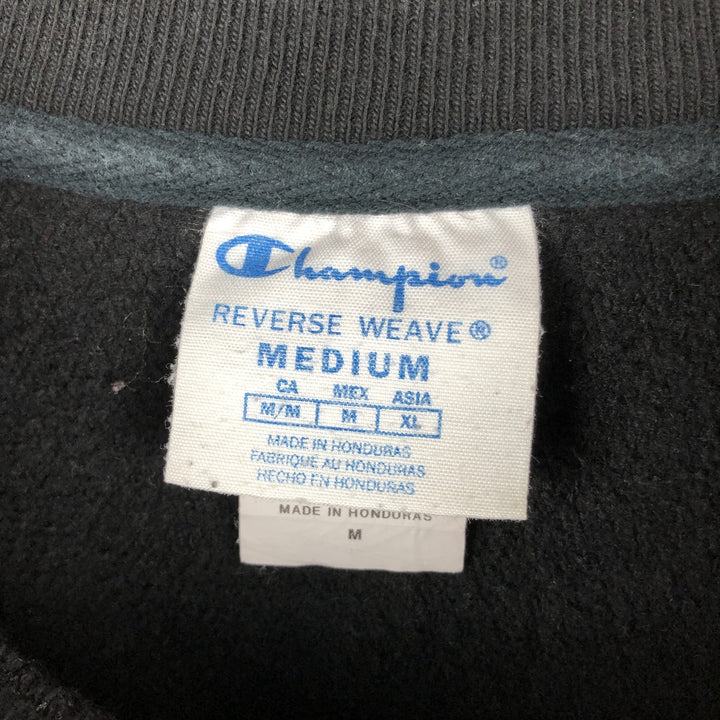 Champion®
REVERSE WEAVE®
MEDIUM
CA MEX ASIA
M/M M XL
MADE IN HONDURAS
FABRIQUE AU HONDURAS
HECHO EN HONDURAS
MADE IN HONDURAS
M